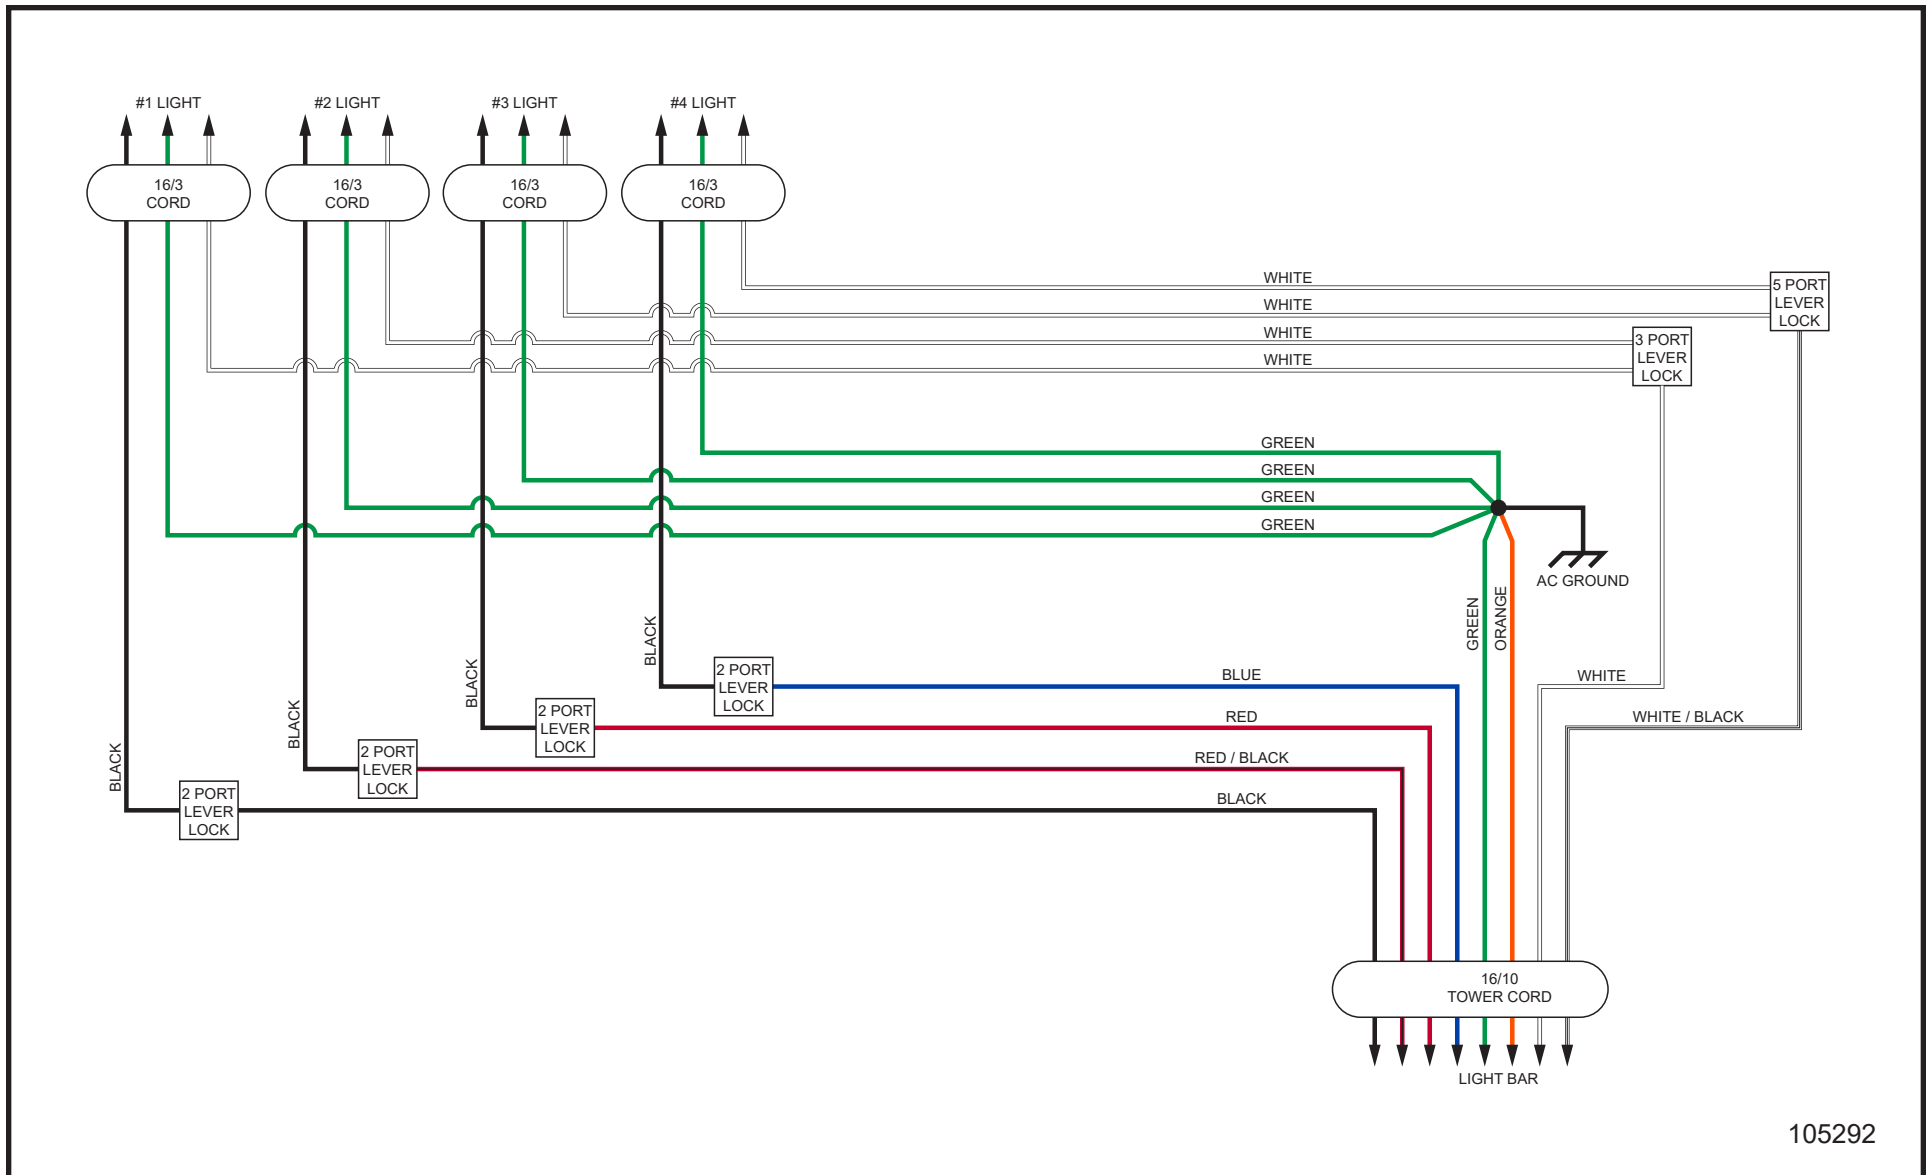 #1 LIGHT
#2 LIGHT
#3 LIGHT
#4 LIGHT
16/3
CORD
16/3
CORD
16/3
CORD
16/3
CORD
WHITE
WHITE
WHITE
WHITE
5 PORT
LEVER
LOCK
3 PORT
LEVER
LOCK
GREEN
GREEN
GREEN
GREEN
AC GROUND
GREEN
ORANGE
BLACK
BLACK
BLACK
BLACK
2 PORT
LEVER
LOCK
BLUE
WHITE
2 PORT
LEVER
LOCK
RED
WHITE / BLACK
2 PORT
LEVER
LOCK
RED / BLACK
2 PORT
LEVER
LOCK
BLACK
16/10
TOWER CORD
LIGHT BAR
105292